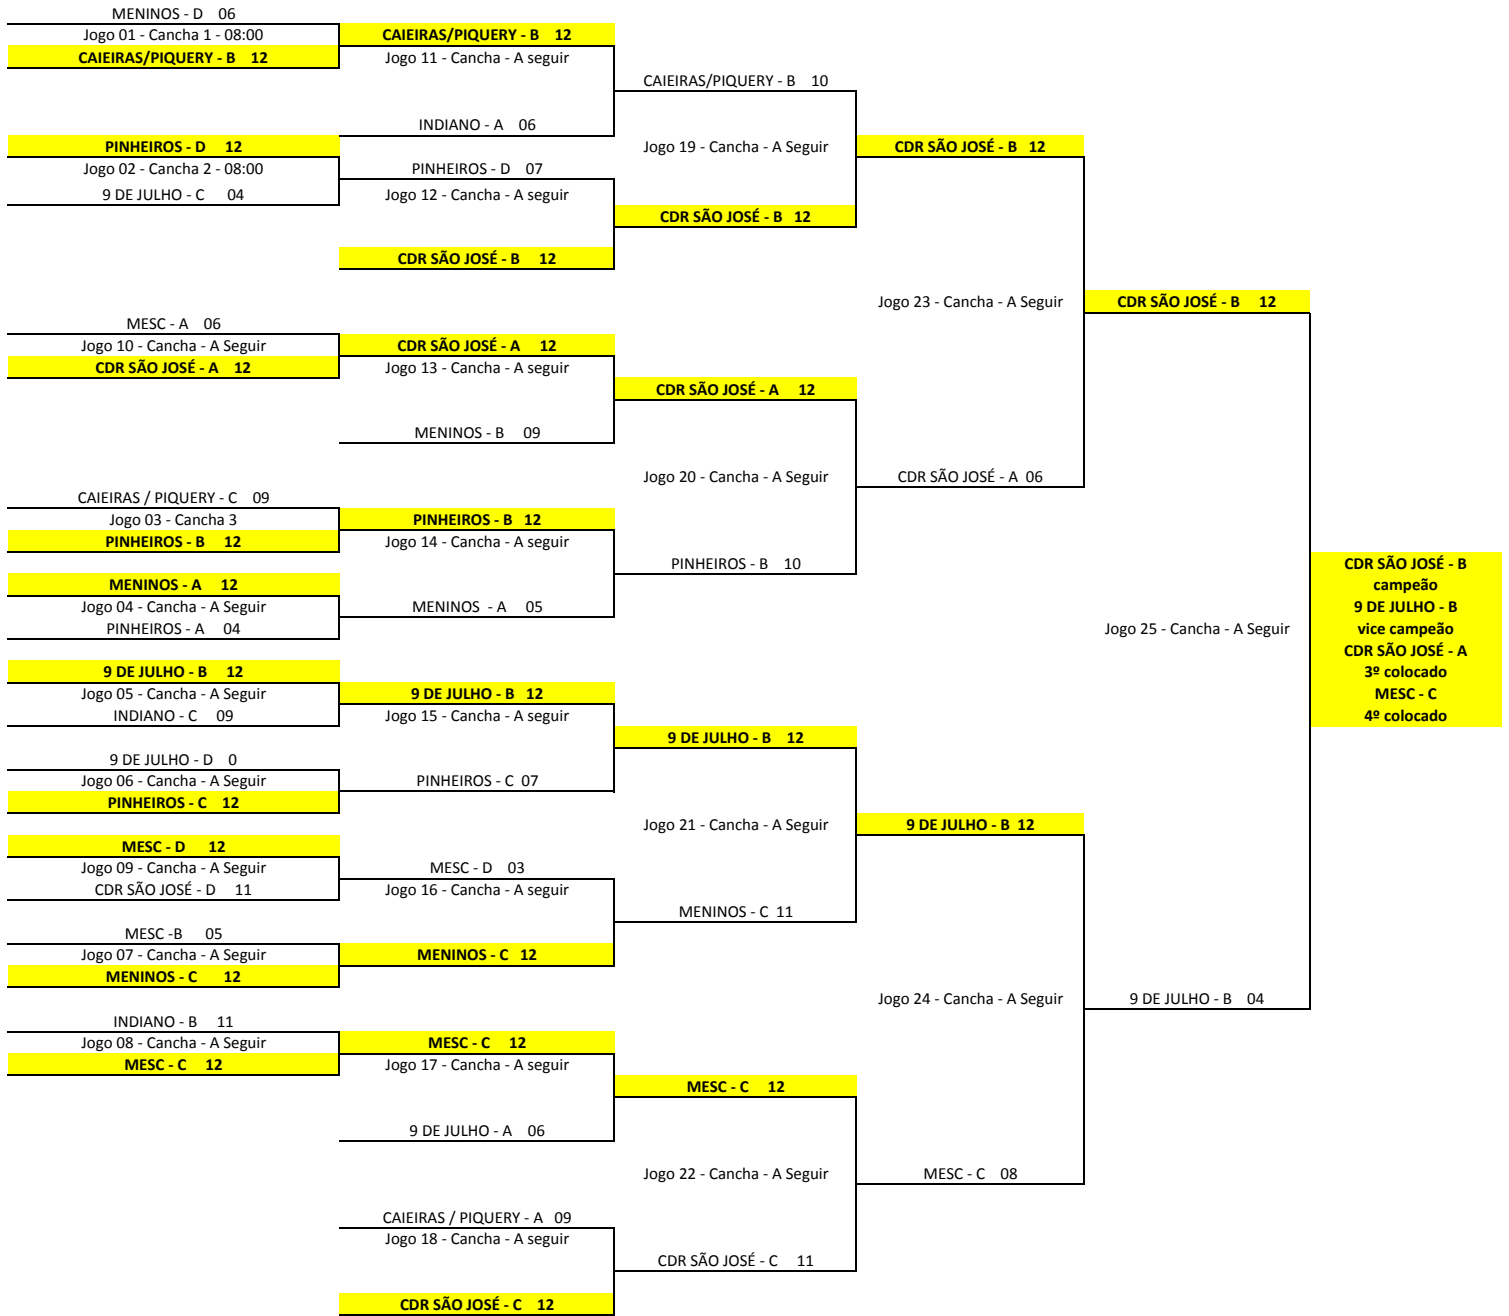 MENINOS - D 06
Jogo 01 - Cancha 1 - 08:00
CAIEIRAS/PIQUERY - B 12
PINHEIROS - D 12
Jogo 02 - Cancha 2 - 08:00
9 DE JULHO - C 04
MESC - A 06
Jogo 10 - Cancha - A Seguir
CDR SÃO JOSÉ - A 12
CAIEIRAS / PIQUERY - C 09
Jogo 03 - Cancha 3
PINHEIROS - B 12
MENINOS - A 12
Jogo 04 - Cancha - A Seguir
PINHEIROS - A 04
9 DE JULHO - B 12
Jogo 05 - Cancha - A Seguir
INDIANO - C 09
9 DE JULHO - D 0
Jogo 06 - Cancha - A Seguir
PINHEIROS - C 12
MESC - D 12
Jogo 09 - Cancha - A Seguir
CDR SÃO JOSÉ - D 11
MESC -B 05
Jogo 07 - Cancha - A Seguir
MENINOS - C 12
INDIANO - B 11
Jogo 08 - Cancha - A Seguir
MESC - C 12
CAIEIRAS/PIQUERY - B 12
Jogo 11 - Cancha - A seguir
INDIANO - A 06
PINHEIROS - D 07
Jogo 12 - Cancha - A seguir
CDR SÃO JOSÉ - B 12
CDR SÃO JOSÉ - A 12
Jogo 13 - Cancha - A seguir
MENINOS - B 09
PINHEIROS - B 12
Jogo 14 - Cancha - A seguir
MENINOS - A 05
9 DE JULHO - B 12
Jogo 15 - Cancha - A seguir
PINHEIROS - C 07
MESC - D 03
Jogo 16 - Cancha - A seguir
MENINOS - C 12
MESC - C 12
Jogo 17 - Cancha - A seguir
9 DE JULHO - A 06
CAIEIRAS / PIQUERY - A 09
Jogo 18 - Cancha - A seguir
CDR SÃO JOSÉ - C 12
CAIEIRAS/PIQUERY - B 10
Jogo 19 - Cancha - A Seguir
CDR SÃO JOSÉ - B 12
CDR SÃO JOSÉ - A 12
Jogo 20 - Cancha - A Seguir
PINHEIROS - B 10
9 DE JULHO - B 12
Jogo 21 - Cancha - A Seguir
MENINOS - C 11
MESC - C 12
Jogo 22 - Cancha - A Seguir
CDR SÃO JOSÉ - C 11
CDR SÃO JOSÉ - B 12
Jogo 23 - Cancha - A Seguir
CDR SÃO JOSÉ - A 06
9 DE JULHO - B 12
Jogo 24 - Cancha - A Seguir
MESC - C 08
CDR SÃO JOSÉ - B 12
Jogo 25 - Cancha - A Seguir
9 DE JULHO - B 04
CDR SÃO JOSÉ - B
campeão
9 DE JULHO - B
vice campeão
CDR SÃO JOSÉ - A
3º colocado
MESC - C
4º colocado